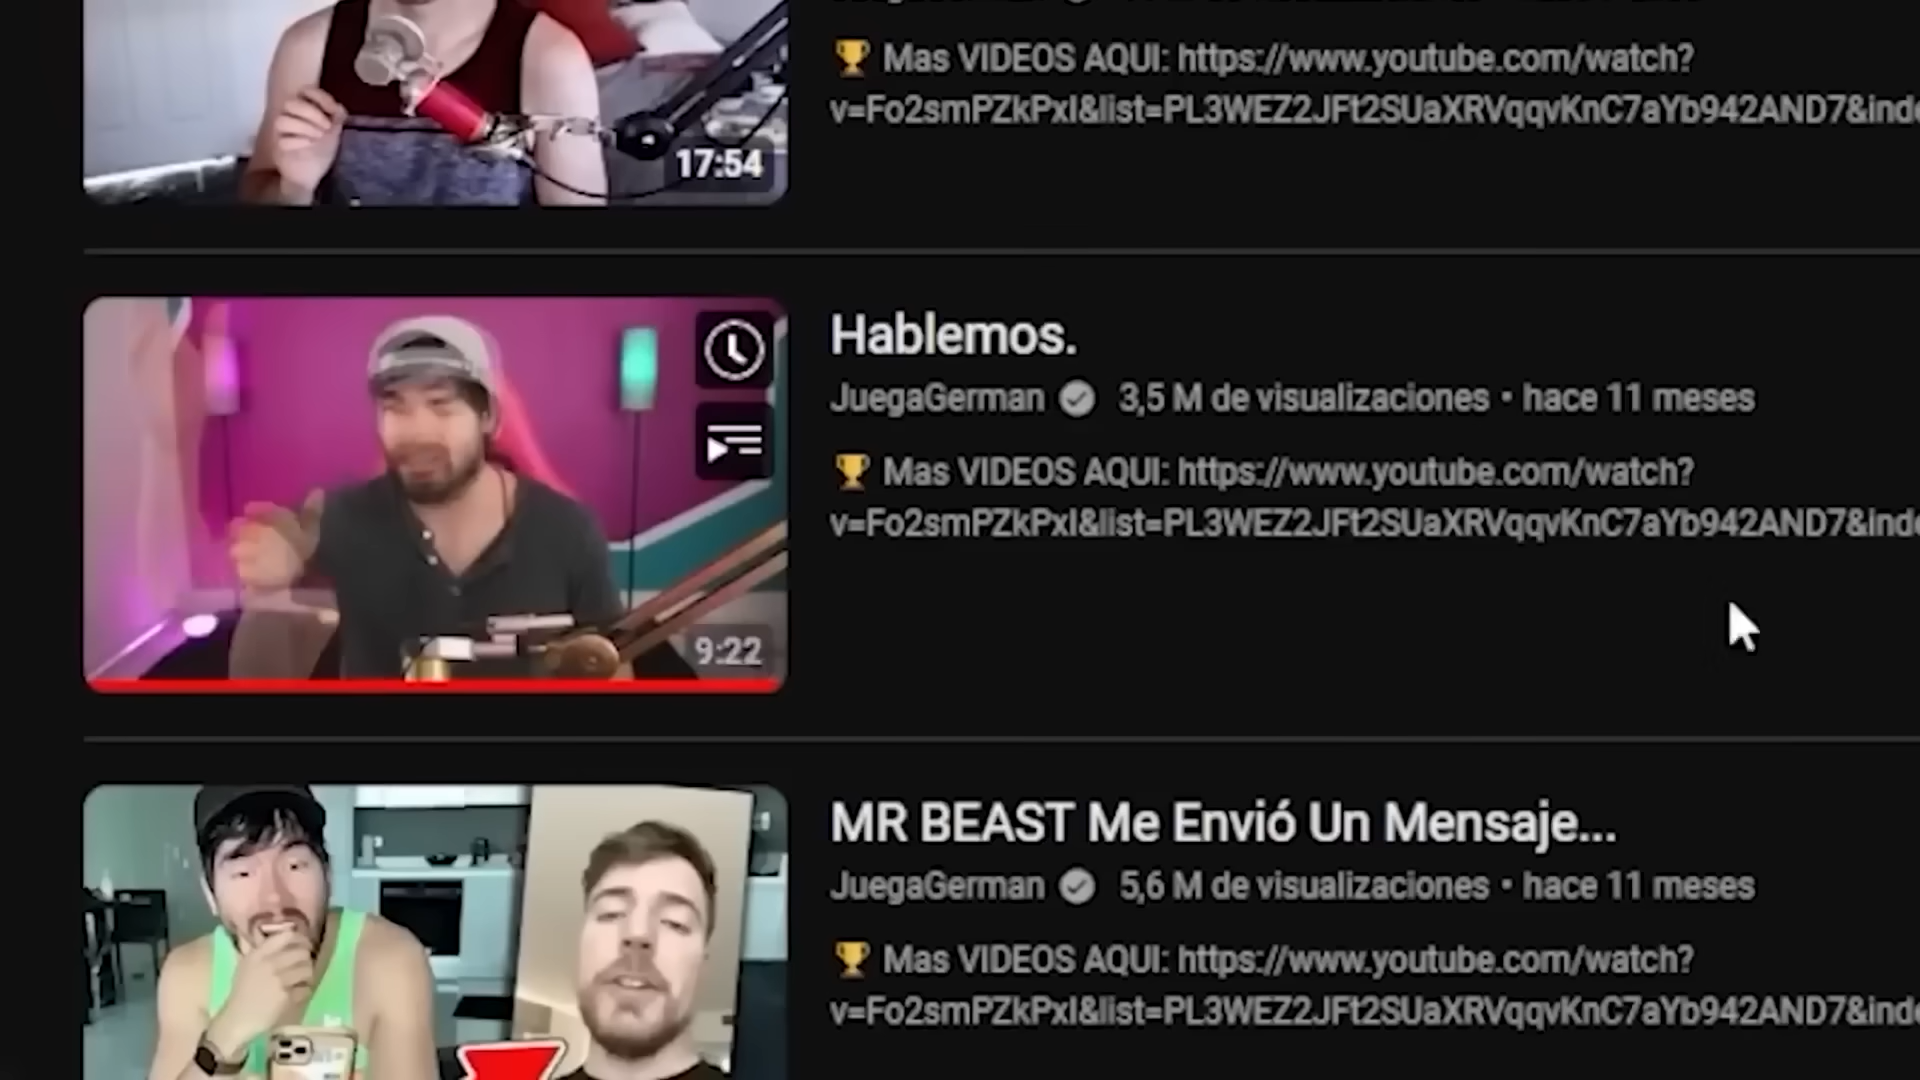 Mas VIDEOS AQUI: https://www.youtube.com/watch?
v=Fo2smPZkPxI&list=PL3WEZ2JFt2SUaXRVqqvKnC7aYb942AND7&inde
17:54
Hablemos.
JuegaGerman 3,5 M de visualizaciones • hace 11 meses
Mas VIDEOS AQUI: https://www.youtube.com/watch?
v=Fo2smPZkPxI&list=PL3WEZ2JFt2SUaXRVqqvKnC7aYb942AND7&inde
9:22
MR BEAST Me Envió Un Mensaje...
JuegaGerman 5,6 M de visualizaciones • hace 11 meses
Mas VIDEOS AQUI: https://www.youtube.com/watch?
v=Fo2smPZkPxI&list=PL3WEZ2JFt2SUaXRVqqvKnC7aYb942AND7&inde